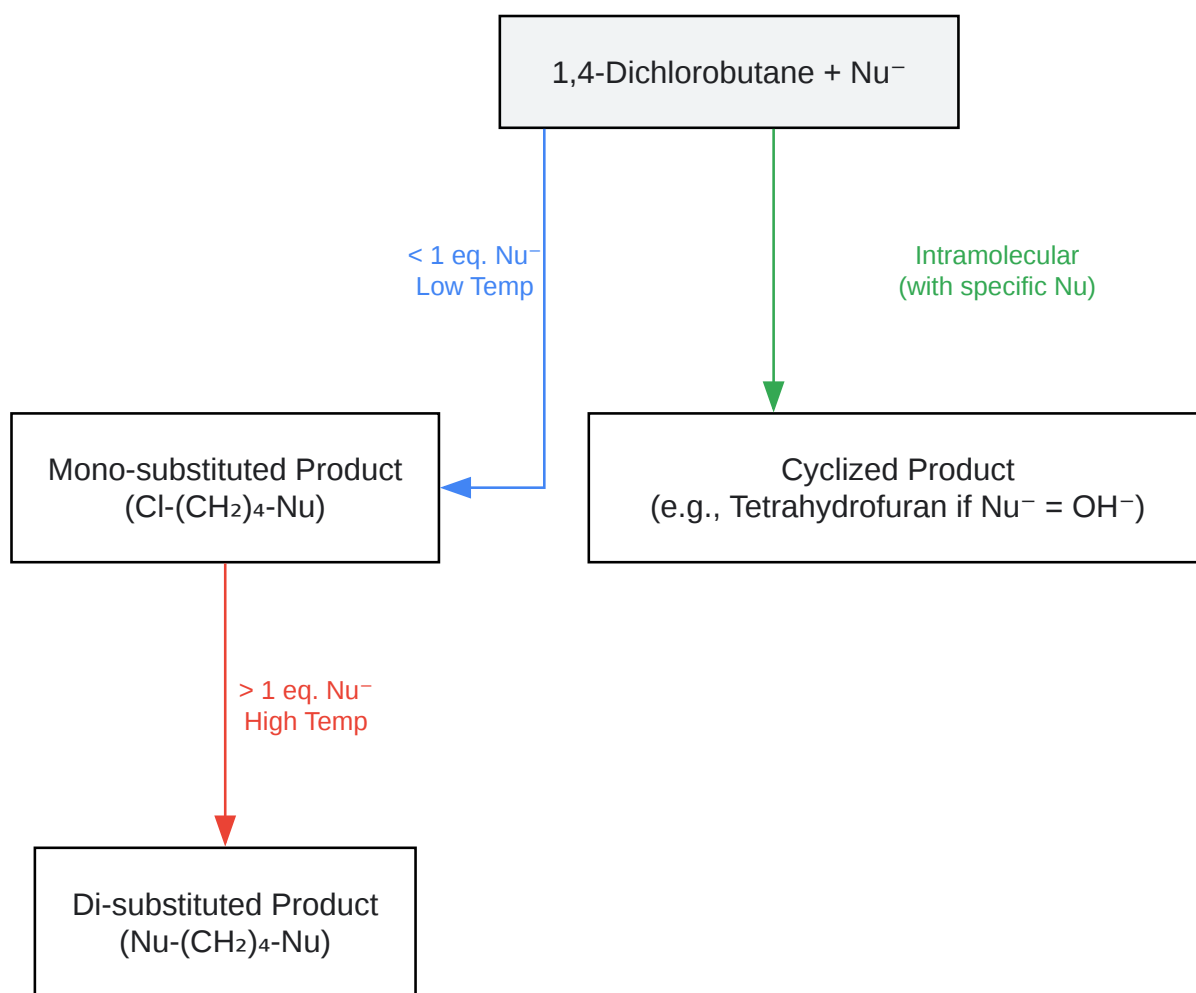 1,4-Dichlorobutane + Nu⁻
< 1 eq. Nu⁻
Low Temp
Intramolecular
(with specific Nu)
Mono-substituted Product
(Cl-(CH₂)₄-Nu)
Cyclized Product
(e.g., Tetrahydrofuran if Nu⁻ = OH⁻)
> 1 eq. Nu⁻
High Temp
Di-substituted Product
(Nu-(CH₂)₄-Nu)